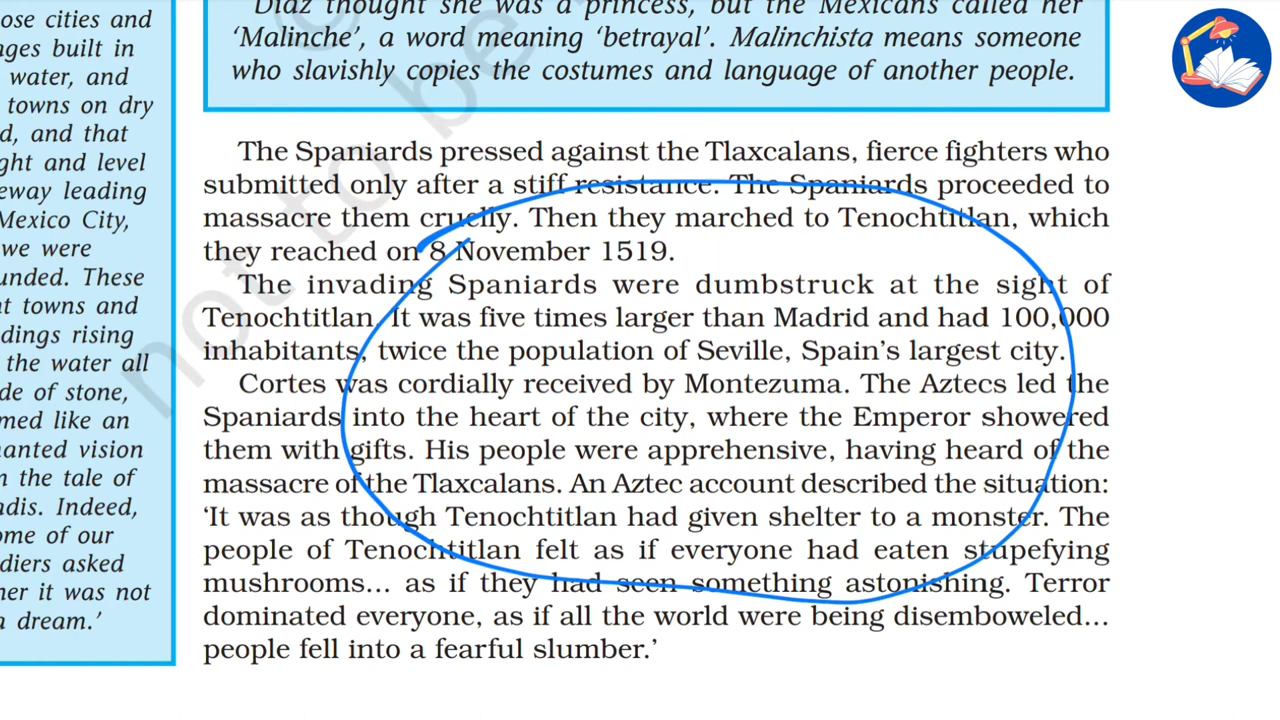 ose cities and
nges built in
water, and
towns on dry
d, and that
ght and level
eway leading
Mexico City,
we were
unded. These
at towns and
dings rising
the water all
de of stone,
med like an
hanted vision
m the tale of
dis. Indeed,
ome of our
diers asked
her it was not
a dream.’
Diaz thought she was a princess, but the Mexicans called her
‘Malinche’, a word meaning ‘betrayal’. Malinchista means someone
who slavishly copies the costumes and language of another people.
The Spaniards pressed against the Tlaxcalans, fierce fighters who
submitted only after a stiff resistance. The Spaniards proceeded to
massacre them cruelly. Then they marched to Tenochtitlan, which
they reached on 8 November 1519.
The invading Spaniards were dumbstruck at the sight of
Tenochtitlan. It was five times larger than Madrid and had 100,000
inhabitants, twice the population of Seville, Spain’s largest city.
Cortes was cordially received by Montezuma. The Aztecs led the
Spaniards into the heart of the city, where the Emperor showered
them with gifts. His people were apprehensive, having heard of the
massacre of the Tlaxcalans. An Aztec account described the situation:
‘It was as though Tenochtitlan had given shelter to a monster. The
people of Tenochtitlan felt as if everyone had eaten stupefying
mushrooms... as if they had seen something astonishing. Terror
dominated everyone, as if all the world were being disemboweled...
people fell into a fearful slumber.’
not to be